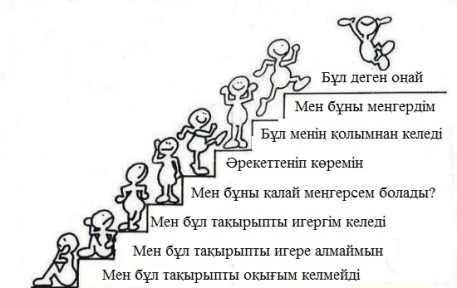 Бұл деген оңай
Мен бұны меңгердім
Бұл менің қолымнан келеді
Әрекеттеніп көремін
Мен бұны қалай меңгерсем болады?
Мен бұл тақырыпты игергім келеді
Мен бұл тақырыпты игере алмаймын
Мен бұл тақырыпты оқығым келмейді